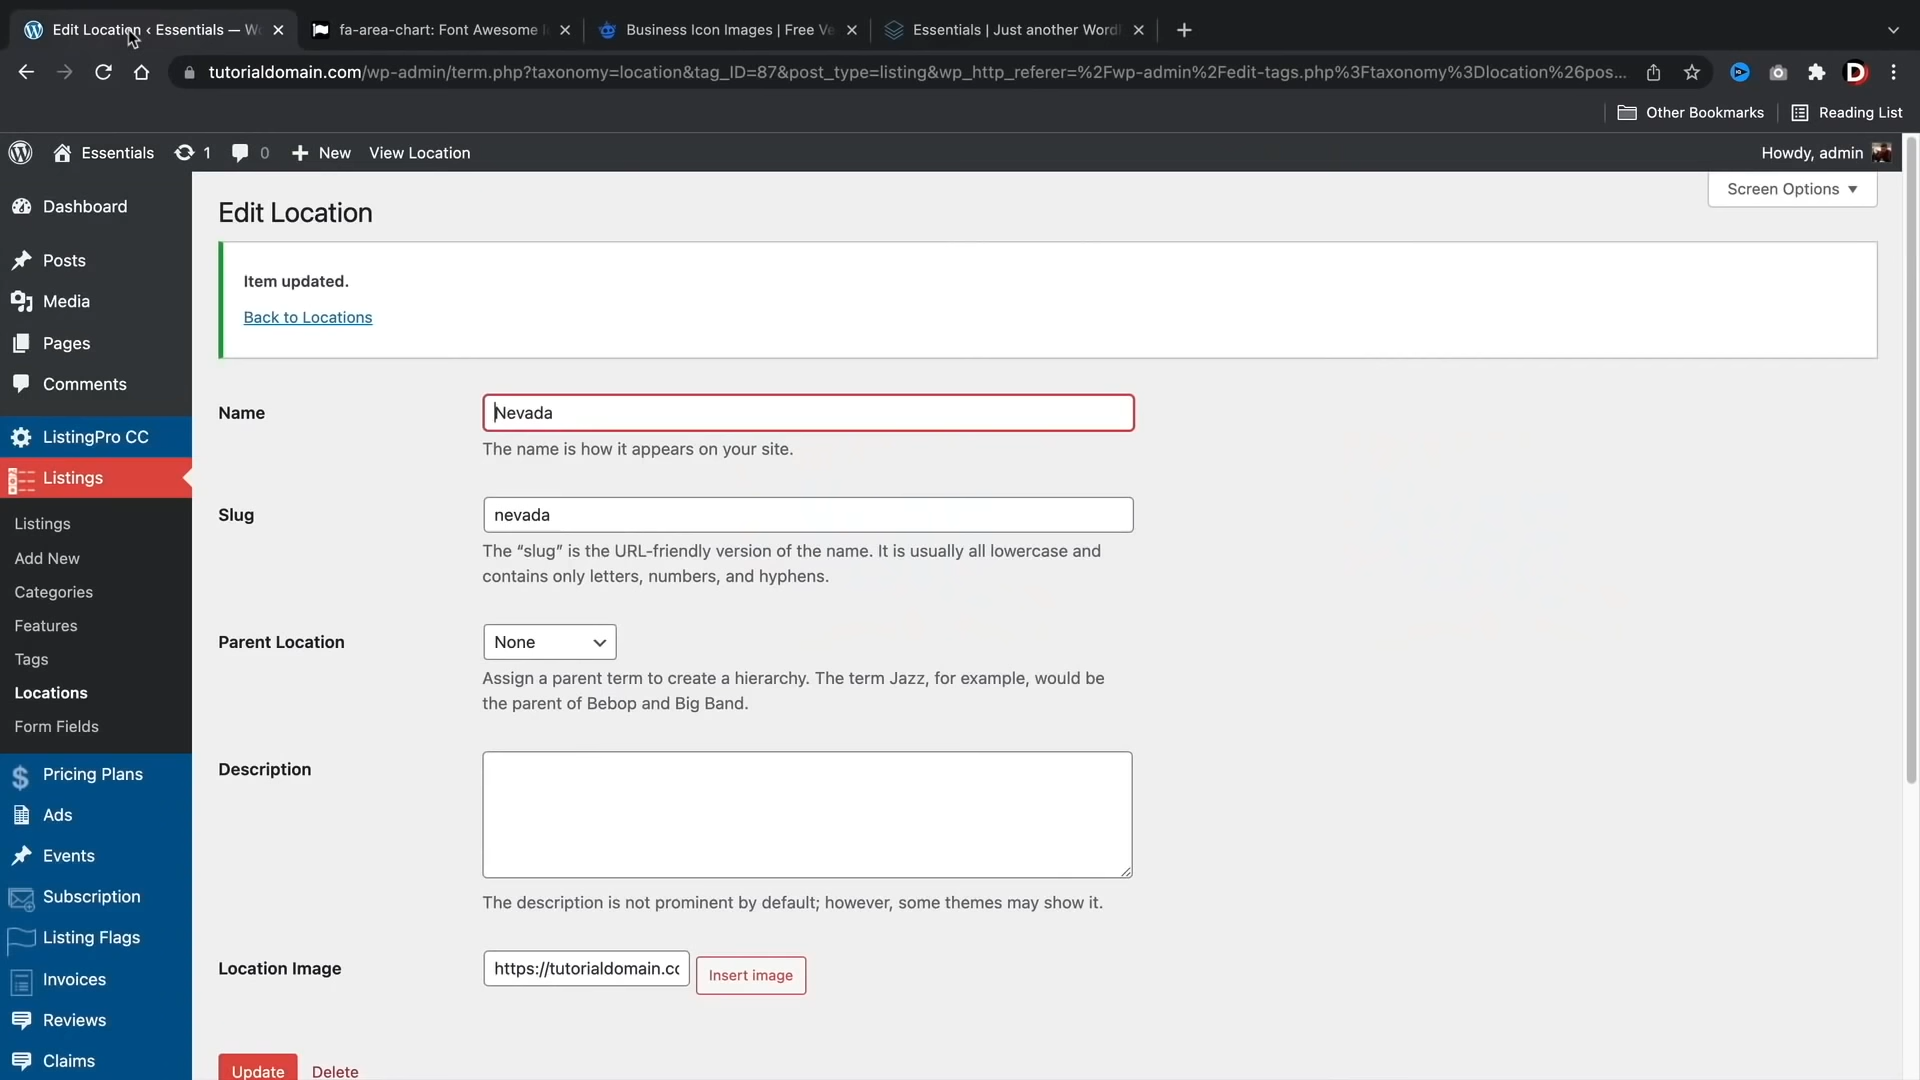 Edit Location ‹ Essentials — W
fa-area-chart: Font Awesome
Business Icon Images | Free Ve
Essentials | Just another Word
tutorialdomain.com/wp-admin/term.php?taxonomy=location&tag_ID=87&post_type=listing&wp_http_referer=%2Fwp-admin%2Fedit-tags.php%3Ftaxonomy%3Dlocation%26pos...
D
Other Bookmarks
Reading List
Essentials
1
0
New
View Location
Howdy, admin
Screen Options
Dashboard
Posts
Media
Pages
Comments
ListingPro CC
Listings
Listings
Add New
Categories
Features
Tags
Locations
Form Fields
Pricing Plans
Ads
Events
Subscription
Listing Flags
Invoices
Reviews
Claims
Edit Location
Item updated.
Back to Locations
Name
Nevada
The name is how it appears on your site.
Slug
nevada
The “slug” is the URL-friendly version of the name. It is usually all lowercase and
contains only letters, numbers, and hyphens.
Parent Location
None
Assign a parent term to create a hierarchy. The term Jazz, for example, would be
the parent of Bebop and Big Band.
Description
The description is not prominent by default; however, some themes may show it.
Location Image
https://tutorialdomain.cc
Insert image
Update
Delete